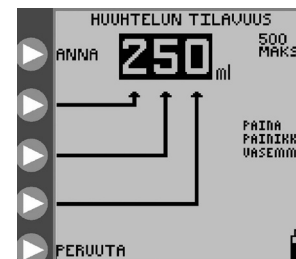 HUUHTELUN TILAVUUS
ANNA 250 ml
500
MAKS
PAINA
PAINIKK
VASEMM
PERUUTA